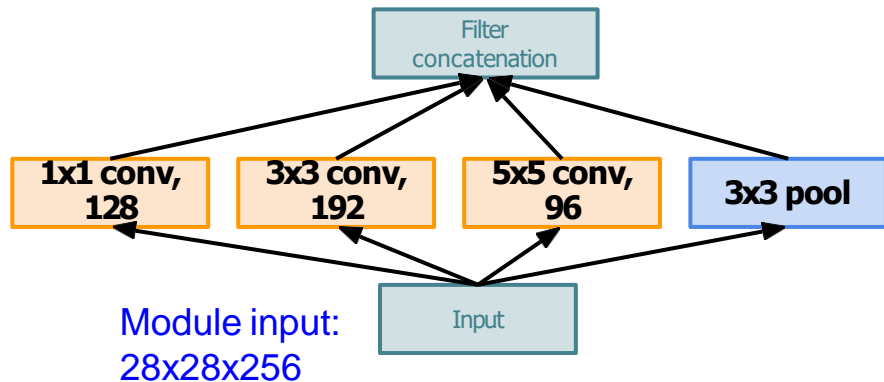 Filter
concatenation
1x1 conv,
128
3x3 conv,
192
5x5 conv,
96
3x3 pool
Input
Module input:
28x28x256